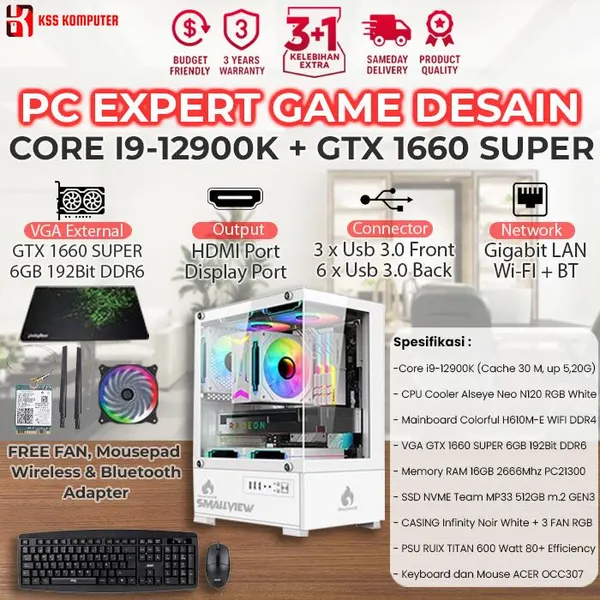 KSS KOMPUTER
BUDGET
FRIENDLY
3
3 YEARS
WARRANTY
3+1
KELEBIHAN
EXTRA
SAMEDAY
DELIVERY
PRODUCT
QUALITY
PC EXPERT GAME DESAIN
CORE I9-12900K + GTX 1660 SUPER
VGA External
GTX 1660 SUPER
6GB 192Bit DDR6
Output
HDMI Port
Display Port
Connector
3 x Usb 3.0 Front
6 x Usb 3.0 Back
Network
Gigabit LAN
Wi-FI + BT
FREE FAN, Mousepad
Wireless & Bluetooth
Adapter
RADEON
SMALLVIEW
Spesifikasi :
-Core i9-12900K (Cache 30 M, up 5,20G)
- CPU Cooler Alseye Neo N120 RGB White
- Mainboard Colorful H610M-E WIFI DDR4
- VGA GTX 1660 SUPER 6GB 192Bit DDR6
- Memory RAM 16GB 2666Mhz PC21300
- SSD NVME Team MP33 512GB m.2 GEN3
- CASING Infinity Noir White + 3 FAN RGB
- PSU RUIX TITAN 600 Watt 80+ Efficiency
- Keyboard dan Mouse ACER OCC307